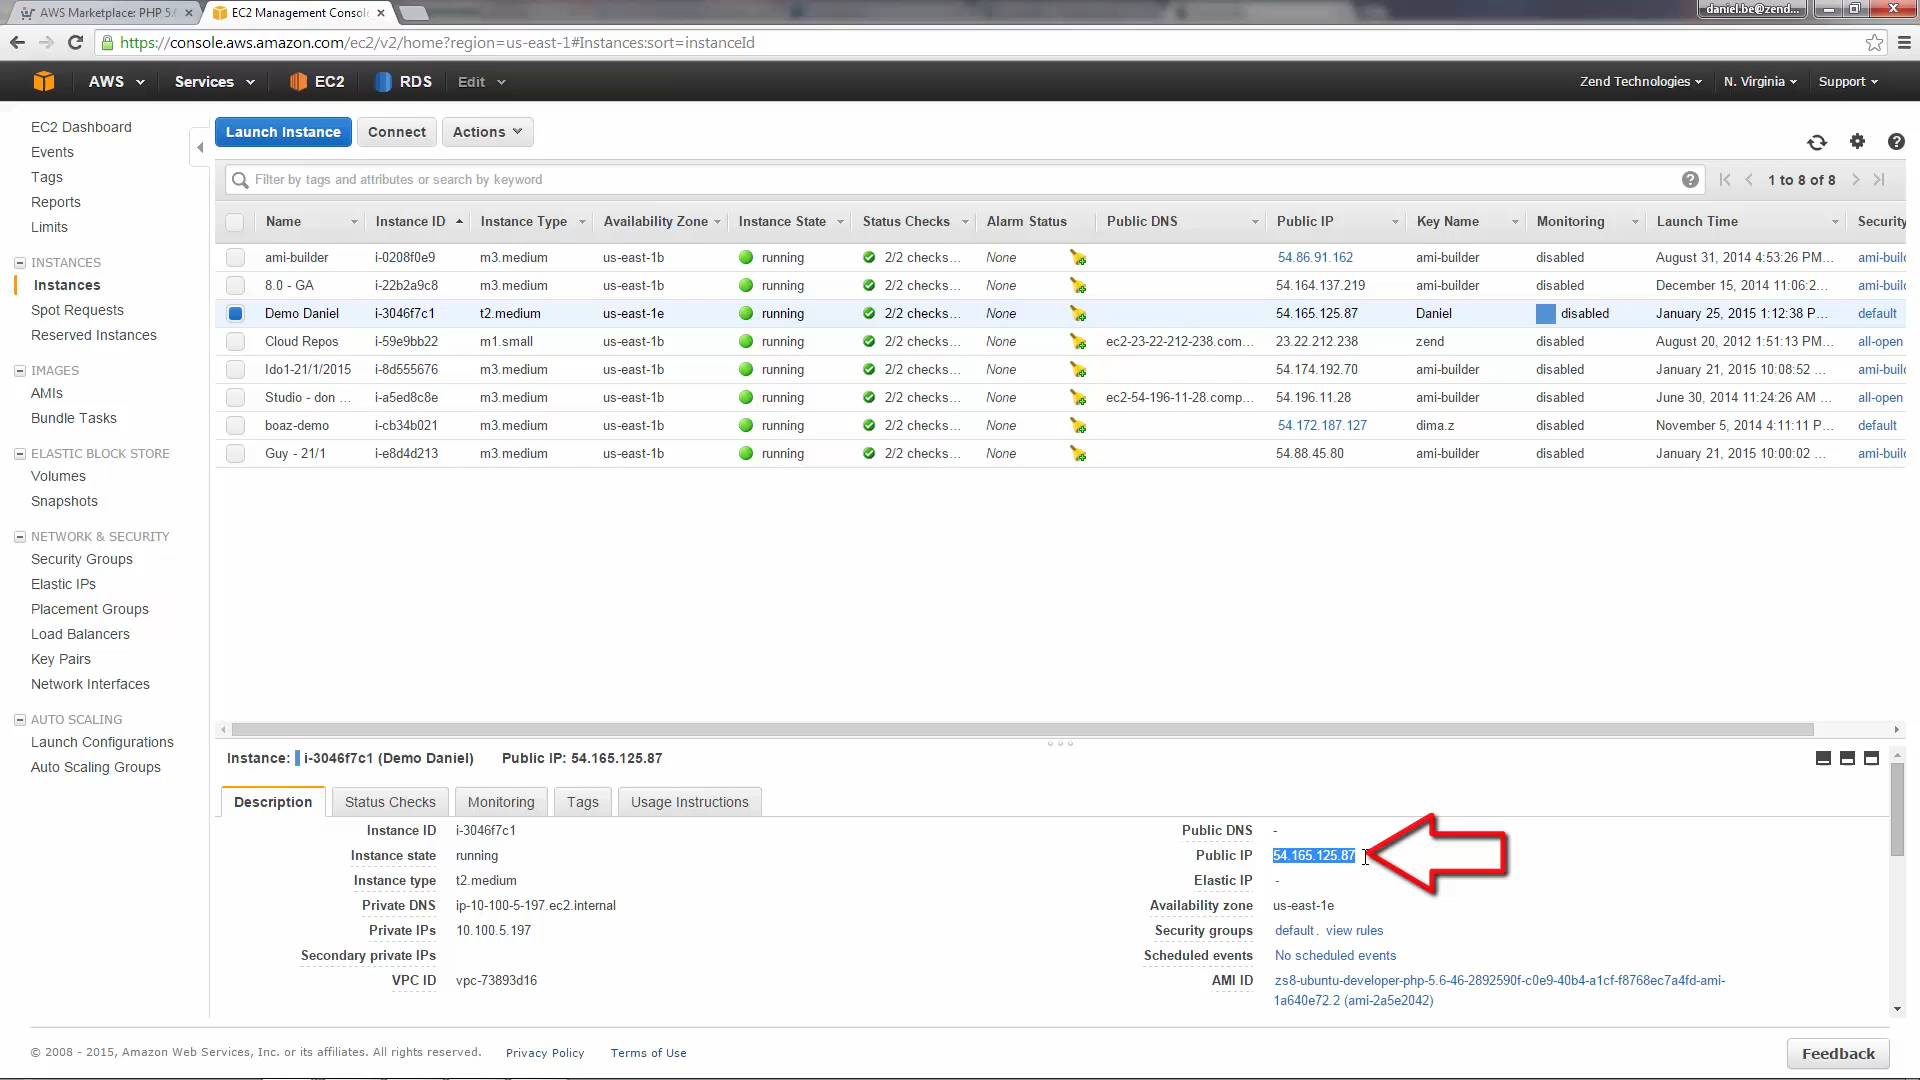 AWS Marketplace: PHP 5.
EC2 Management Console
daniel.be@zend...
https://console.aws.amazon.com/ec2/v2/home?region=us-east-1#Instances:sort=instanceId
AWS Services EC2 RDS Edit Zend Technologies N. Virginia Support
EC2 Dashboard
Events
Tags
Reports
Limits
INSTANCES
Instances
Spot Requests
Reserved Instances
IMAGES
AMIs
Bundle Tasks
ELASTIC BLOCK STORE
Volumes
Snapshots
NETWORK & SECURITY
Security Groups
Elastic IPs
Placement Groups
Load Balancers
Key Pairs
Network Interfaces
AUTO SCALING
Launch Configurations
Auto Scaling Groups
Launch Instance Connect Actions
Filter by tags and attributes or search by keyword
1 to 8 of 8
Name Instance ID Instance Type Availability Zone Instance State Status Checks Alarm Status Public DNS Public IP Key Name Monitoring Launch Time Security
ami-builder i-0208f0e9 m3.medium us-east-1b running 2/2 checks... None 54.86.91.162 ami-builder disabled August 31, 2014 4:53:26 PM... ami-buil
8.0 - GA i-22b2a9c8 m3.medium us-east-1b running 2/2 checks... None 54.164.137.219 ami-builder disabled December 15, 2014 11:06:2... ami-buil
Demo Daniel i-3046f7c1 t2.medium us-east-1e running 2/2 checks... None 54.165.125.87 Daniel disabled January 25, 2015 1:12:38 P... default
Cloud Repos i-59e9bb22 m1.small us-east-1b running 2/2 checks... None ec2-23-22-212-238.com... 23.22.212.238 zend disabled August 20, 2012 1:51:13 PM... all-open
Ido1-21/1/2015 i-8d555676 m3.medium us-east-1b running 2/2 checks... None 54.174.192.70 ami-builder disabled January 21, 2015 10:08:52 ... ami-buil
Studio - don ... i-a5ed8c8e m3.medium us-east-1b running 2/2 checks... None ec2-54-196-11-28.comp... 54.196.11.28 ami-builder disabled June 30, 2014 11:24:26 AM ... all-open
boaz-demo i-cb34b021 m3.medium us-east-1b running 2/2 checks... None 54.172.187.127 dima.z disabled November 5, 2014 4:11:11 P... default
Guy - 21/1 i-e8d4d213 m3.medium us-east-1b running 2/2 checks... None 54.88.45.80 ami-builder disabled January 21, 2015 10:00:02 ... ami-buil
Instance: i-3046f7c1 (Demo Daniel) Public IP: 54.165.125.87
Description Status Checks Monitoring Tags Usage Instructions
Instance ID i-3046f7c1
Instance state running
Instance type t2.medium
Private DNS ip-10-100-5-197.ec2.internal
Private IPs 10.100.5.197
Secondary private IPs
VPC ID vpc-73893d16
Public DNS -
Public IP 54.165.125.87
Elastic IP -
Availability zone us-east-1e
Security groups default. view rules
Scheduled events No scheduled events
AMI ID zs8-ubuntu-developer-php-5.6-46-2892590f-c0e9-40b4-a1cf-f8768ec7a4fd-ami-
1a640e72.2 (ami-2a5e2042)
© 2008 - 2015, Amazon Web Services, Inc. or its affiliates. All rights reserved. Privacy Policy Terms of Use
Feedback